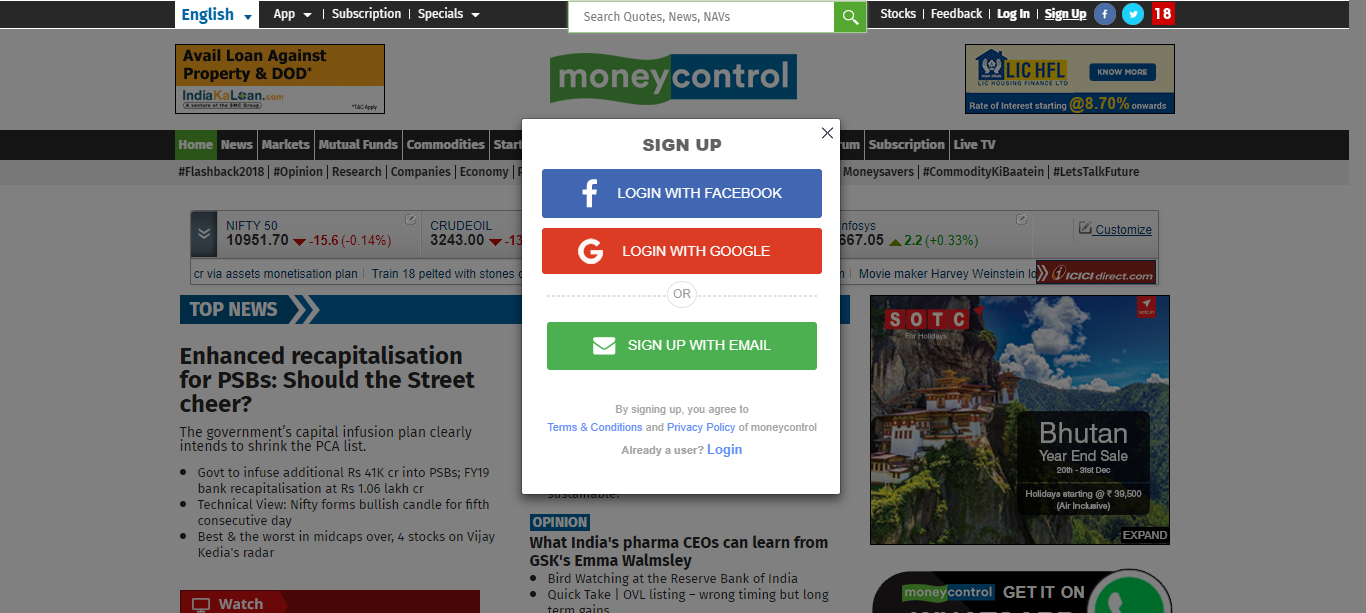 English
App | Subscription | Specials
Search Quotes, News, NAVs
Stocks | Feedback | Log In | Sign Up
18
Avail Loan Against
Property & DOD*
IndiaKaLoan.com
A venture of the SMC Group
*T&C Apply
moneycontrol
LIC HFL
LIC HOUSING FINANCE LTD
KNOW MORE
Rate of Interest starting @8.70% onwards
Home News Markets Mutual Funds Commodities Subscription Live TV
#Flashback2018 | #Opinion | Research | Companies | Economy |
Moneysavers | #CommodityKiBaatein | #LetsTalkFuture
NIFTY 50
10951.70 -15.6 (-0.14%)
CRUDEOIL
3243.00 -13
nfosys
667.05 2.2 (+0.33%)
Customize
cr via assets monetisation plan | Train 18 pelted with stones
Movie maker Harvey Weinstein lo
ICICI direct.com
SIGN UP
LOGIN WITH FACEBOOK
LOGIN WITH GOOGLE
OR
SIGN UP WITH EMAIL
By signing up, you agree to
Terms & Conditions and Privacy Policy of moneycontrol
Already a user? Login
TOP NEWS
Enhanced recapitalisation
for PSBs: Should the Street
cheer?
The government's capital infusion plan clearly
intends to shrink the PCA list.
Govt to infuse additional Rs 41K cr into PSBs; FY19
bank recapitalisation at Rs 1.06 lakh cr
Technical View: Nifty forms bullish candle for fifth
consecutive day
Best & the worst in midcaps over, 4 stocks on Vijay
Kedia's radar
Watch
OPINION
What India's pharma CEOs can learn from
GSK's Emma Walmsley
Bird Watching at the Reserve Bank of India
Quick Take | OVL listing – wrong timing but long
term gains
SOTC
For Holidays
sotc.in
Bhutan
Year End Sale
20th - 31st Dec
Holidays starting @ ₹ 39,500
(Air Inclusive)
EXPAND
moneycontrol GET IT ON